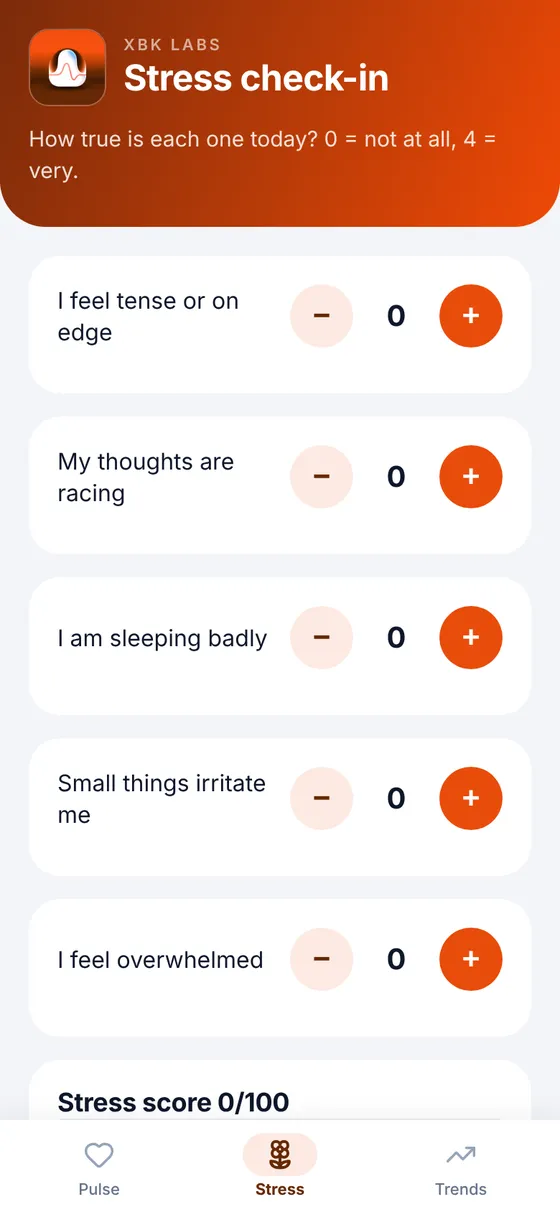 XBK LABS
Stress check-in
How true is each one today? 0 = not at all, 4 =
very.
I feel tense or on
edge
− 0 +
My thoughts are
racing
− 0 +
I am sleeping badly − 0 +
Small things irritate
me
− 0 +
I feel overwhelmed − 0 +
Stress score 0/100
Pulse Stress Trends